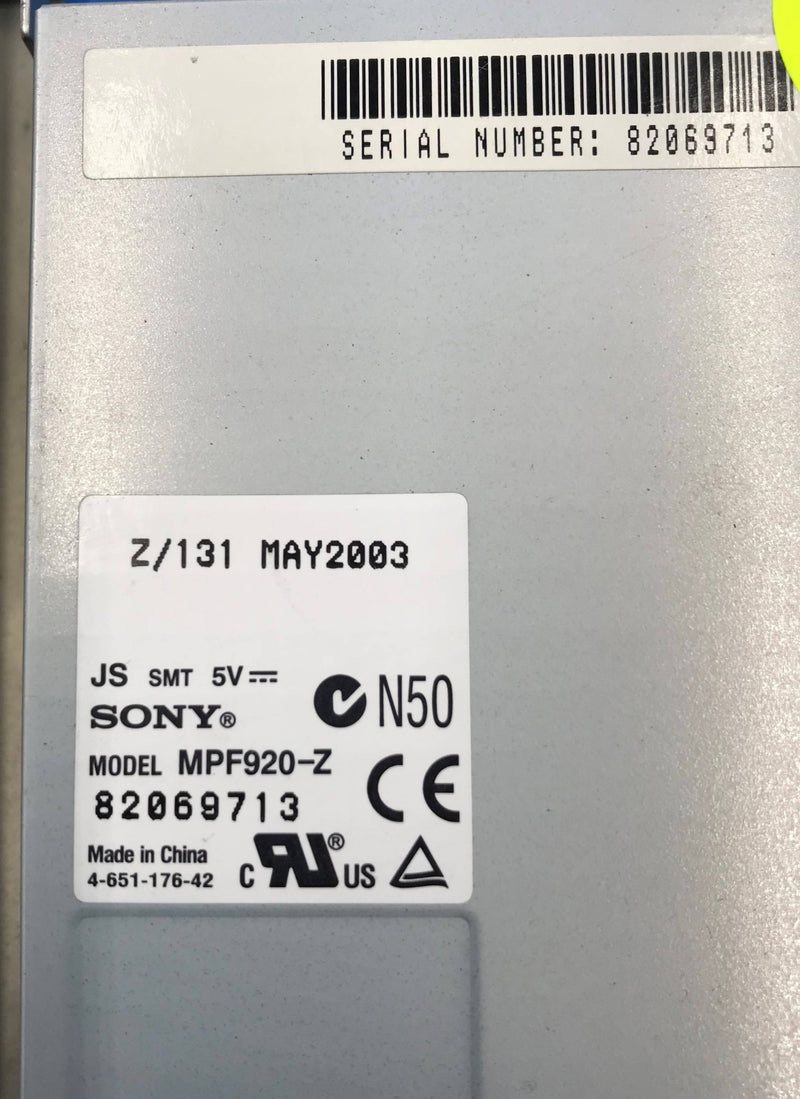 SERIAL NUMBER: 82069713
Z/131 MAY2003
JS SMT 5V
SONY® N50
MODEL MPF920-Z
CE
82069713
Made in China
4-651-176-42 C RU® US